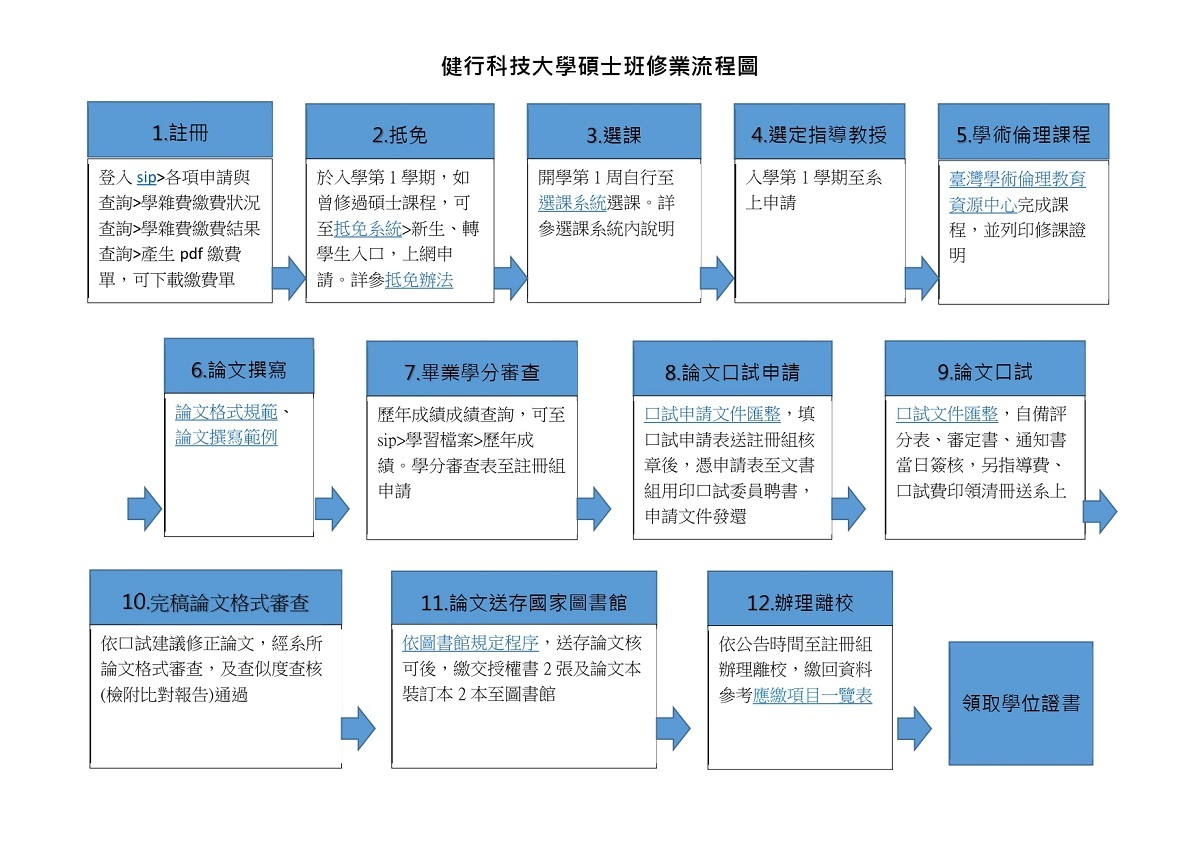 健行科技大學碩士班修業流程圖
1.註冊
登入 sip>各項申請與
查詢>學雜費繳費狀況
查詢>學雜費繳費結果
查詢>產生 pdf 繳費
單，可下載繳費單
2.抵免
於入學第 1 學期，如
曾修過碩士課程，可
至抵免系統>新生、轉
學生入口，上網申
請。詳參抵免辦法
3.選課
開學第 1 周自行至
選課系統選課。詳
參選課系統內說明
4.選定指導教授
入學第 1 學期至系
上申請
5.學術倫理課程
臺灣學術倫理教育
資源中心完成課
程，並列印修課證
明
6.論文撰寫
論文格式規範、
論文撰寫範例
7.畢業學分審查
歷年成績成績查詢，可至
sip>學習檔案>歷年成
績。學分審查表至註冊組
申請
8.論文口試申請
口試申請文件匯整，填
口試申請表送註冊組核
章後，憑申請表至文書
組用印口試委員聘書，
申請文件發還
9.論文口試
口試文件匯整，自備評
分表、審定書、通知書
當日簽核，另指導費、
口試費印領清冊送系上
10.完稿論文格式審查
依口試建議修正論文，經系所
論文格式審查，及查似度查核
(檢附比對報告)通過
11.論文送存國家圖書館
依圖書館規定程序，送存論文核
可後，繳交授權書 2 張及論文本
裝訂本 2 本至圖書館
12.辦理離校
依公告時間至註冊組
辦理離校，繳回資料
參考應繳項目一覽表
領取學位證書